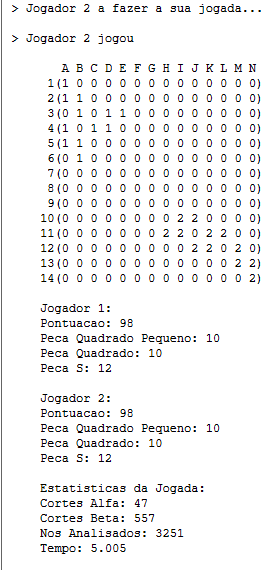 > Jogador 2 a fazer a sua jogada...
> Jogador 2 jogou
A B C D E F G H I J K L M N
1(1 0 0 0 0 0 0 0 0 0 0 0 0 0)
2(1 1 0 0 0 0 0 0 0 0 0 0 0 0)
3(0 1 0 1 1 0 0 0 0 0 0 0 0 0)
4(1 0 1 1 0 0 0 0 0 0 0 0 0 0)
5(1 1 0 0 0 0 0 0 0 0 0 0 0 0)
6(0 1 0 0 0 0 0 0 0 0 0 0 0 0)
7(0 0 0 0 0 0 0 0 0 0 0 0 0 0)
8(0 0 0 0 0 0 0 0 0 0 0 0 0 0)
9(0 0 0 0 0 0 0 0 0 0 0 0 0 0)
10(0 0 0 0 0 0 0 0 2 2 0 0 0 0)
11(0 0 0 0 0 0 0 2 2 0 2 2 0 0)
12(0 0 0 0 0 0 0 0 0 2 2 0 2 0)
13(0 0 0 0 0 0 0 0 0 0 0 0 2 2)
14(0 0 0 0 0 0 0 0 0 0 0 0 0 2)
Jogador 1:
Pontuacao: 98
Peca Quadrado Pequeno: 10
Peca Quadrado: 10
Peca S: 12
Jogador 2:
Pontuacao: 98
Peca Quadrado Pequeno: 10
Peca Quadrado: 10
Peca S: 12
Estatisticas da Jogada:
Cortes Alfa: 47
Cortes Beta: 557
Nos Analisados: 3251
Tempo: 5.005